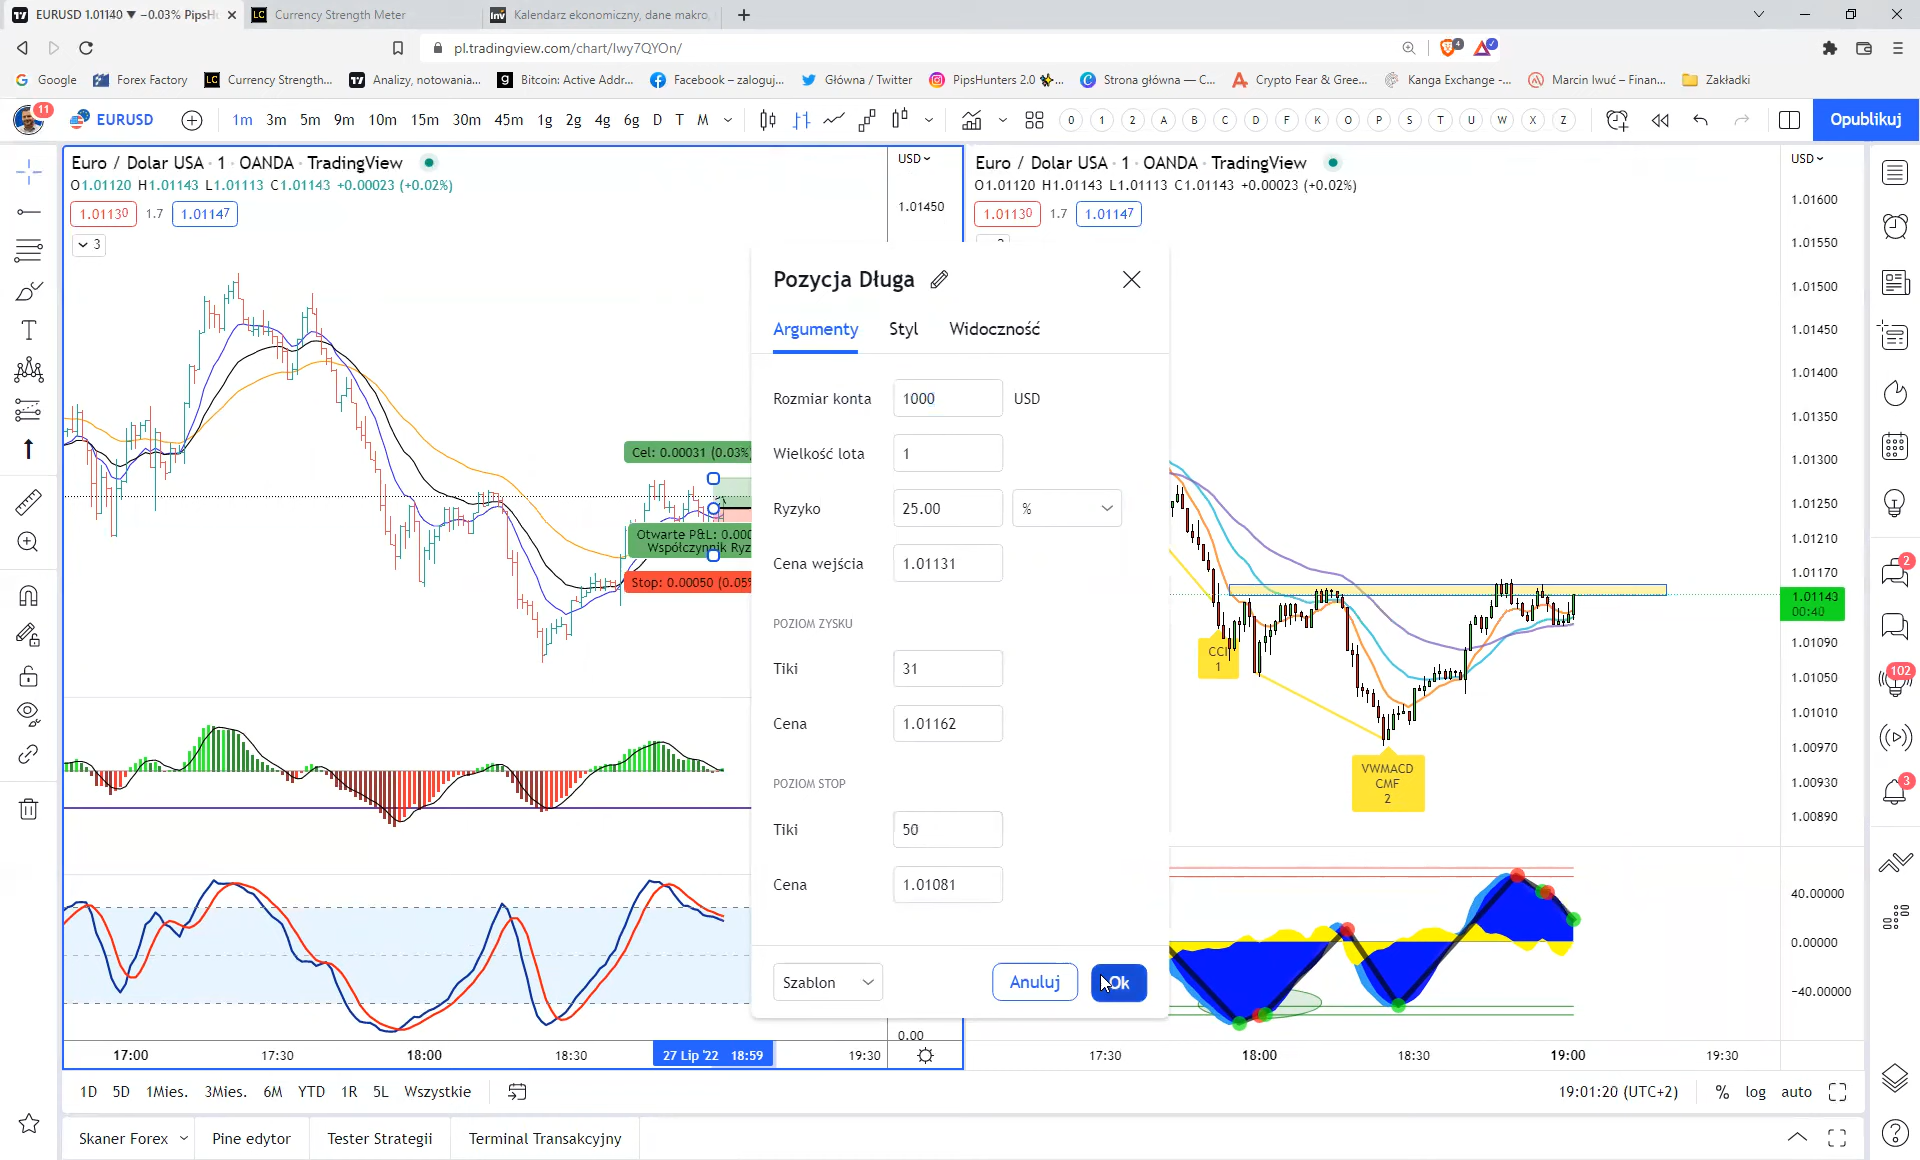 EURUSD 1.01140 ▼ −0.03% PipsH
Currency Strength Meter
Kalendarz ekonomiczny, dane makro,
pl.tradingview.com/chart/Iwy7QYOn/
4
Google
Forex Factory
Currency Strength...
Analizy, notowania...
Bitcoin: Active Addr...
Facebook – zaloguj...
Główna / Twitter
PipsHunters 2.0
Strona główna — C...
Crypto Fear & Gree...
Kanga Exchange -...
Marcin Iwuć – Finan...
Zakładki
11
EURUSD
1m 3m 5m 9m 10m 15m 30m 45m 1g 2g 4g 6g D T M
0 1 2 A B C D F K O P S T U W X Z
Opublikuj
Euro / Dolar USA · 1 · OANDA · TradingView
O1.01120 H1.01143 L1.01113 C1.01143 +0.00023 (+0.02%)
1.01130 1.7 1.01147
3
USD
1.01450
Cel: 0.00031 (0.03%
Otwarte P&L: 0.000
Współczynnik Ryz
Stop: 0.00050 (0.05%
0.00
17:00 17:30 18:00 18:30 27 Lip '22 18:59 19:30
Pozycja Długa
Argumenty Styl Widoczność
Rozmiar konta 1000 USD
Wielkość lota 1
Ryzyko 25.00 %
Cena wejścia 1.01131
POZIOM ZYSKU
Tiki 31
Cena 1.01162
POZIOM STOP
Tiki 50
Cena 1.01081
Szablon Anuluj Ok
Euro / Dolar USA · 1 · OANDA · TradingView
O1.01120 H1.01143 L1.01113 C1.01143 +0.00023 (+0.02%)
1.01130 1.7 1.01147
USD
1.01600
1.01550
1.01500
1.01450
1.01400
1.01350
1.01300
1.01250
1.01210
1.01170
1.01143
00:40
1.01090
1.01050
1.01010
1.00970
1.00930
1.00890
CCI
1
VWMACD
CMF
2
40.00000
0.00000
−40.00000
17:30 18:00 18:30 19:00 19:30
2
102
3
1D 5D 1Mies. 3Mies. 6M YTD 1R 5L Wszystkie
19:01:20 (UTC+2) % log auto
Skaner Forex Pine edytor Tester Strategii Terminal Transakcyjny